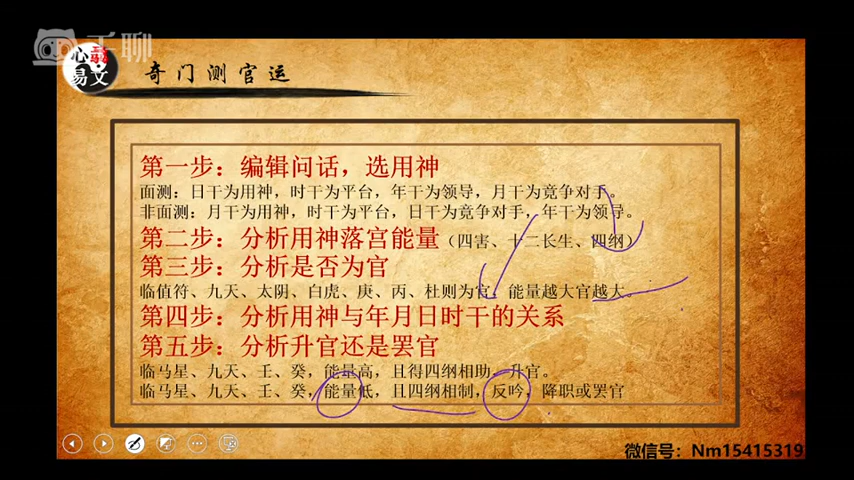 千聊
心易
易文
奇门测官运
第一步：编辑问话，选用神
面测：日干为用神，时干为平台，年干为领导，月干为竞争对手。
非面测：月干为用神，时干为平台，日干为竞争对手，年干为领导。
第二步：分析用神落宫能量（四害、十二长生、四纲）
第三步：分析是否为官
临值符、九天、太阴、白虎、庚、丙、杜则为官，能量越大官越大。
第四步：分析用神与年月日时干的关系
第五步：分析升官还是罢官
临马星、九天、壬、癸，能量高，且得四纲相助，升官。
临马星、九天、壬、癸，能量低，且四纲相制，反吟，降职或罢官
微信号：Nm15415319